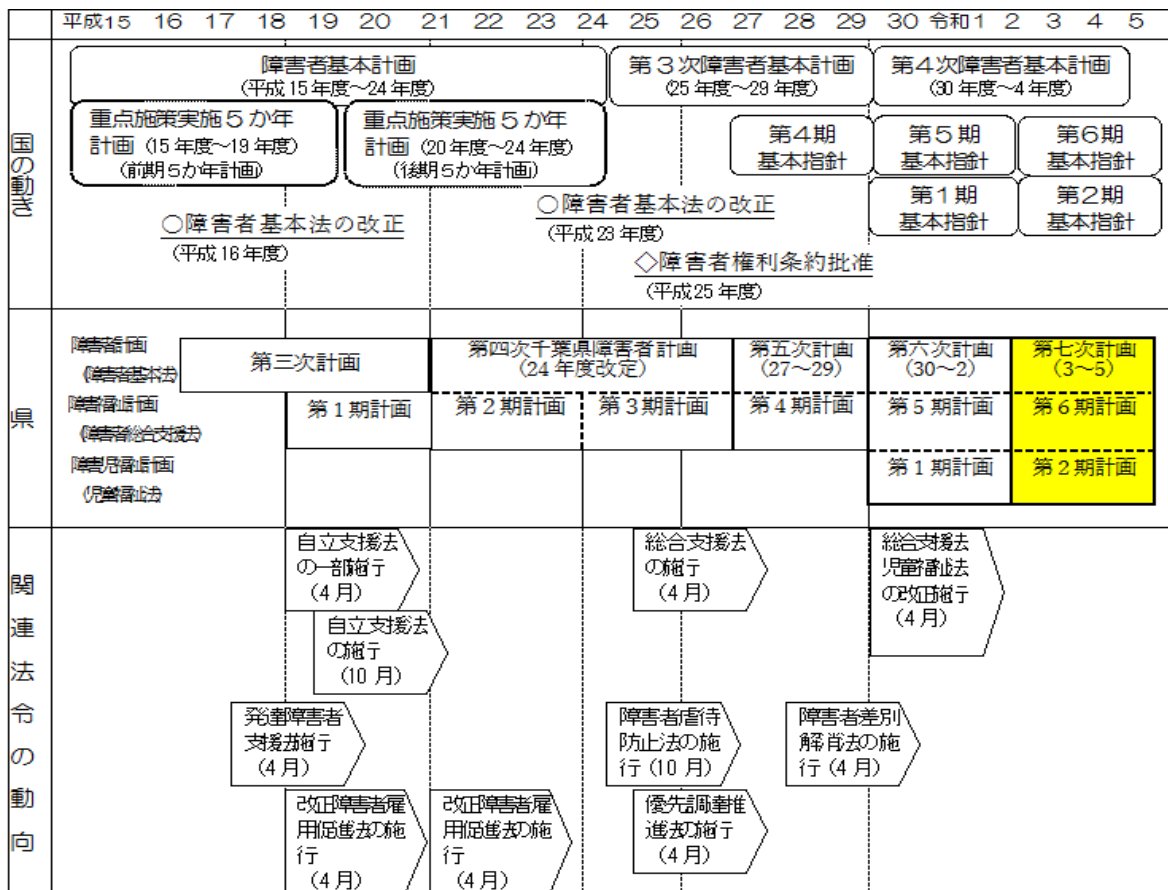 平成15 16 17 18 19 20 21 22 23 24 25 26 27 28 29 30 令和1 2 3 4 5
国の動き
障害者基本計画
(平成15年度～24年度)
第3次障害者基本計画
(25年度～29年度)
第4次障害者基本計画
(30年度～4年度)
重点施策実施5か年
計画(15年度～19年度)
(前期5か年計画)
重点施策実施5か年
計画(20年度～24年度)
(後期5か年計画)
第4期
基本指針
第5期
基本指針
第6期
基本指針
第1期
基本指針
第2期
基本指針
○障害者基本法の改正
(平成16年度)
○障害者基本法の改正
(平成23年度)
◇障害者権利条約批准
(平成25年度)
県
障害者計画
(障害者基本法)
第三次計画
第四次千葉県障害者計画
(24年度改定)
第五次計画
(27～29)
第六次計画
(30～2)
第七次計画
(3～5)
障害福祉計画
(障害者総合支援法)
第1期計画
第2期計画
第3期計画
第4期計画
第5期計画
第6期計画
障害児福祉計画
(児童福祉法)
第1期計画
第2期計画
関連法令の動向
自立支援法
の一部施行
(4月)
総合支援法
の施行
(4月)
総合支援法
児童福祉法
の改正施行
(4月)
自立支援法
の施行
(10月)
発達障害者
支援法施行
(4月)
障害者虐待
防止法の施
行(10月)
障害者差別
解消法の施
行(4月)
改正障害者雇
用促進法の施
行
(4月)
改正障害者雇
用促進法の施
行
(4月)
優先調達推
進法の施行
(4月)